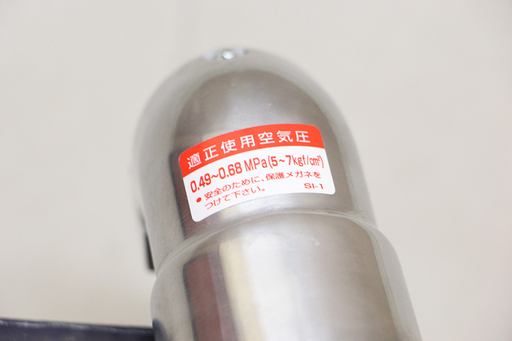 適正使用空気圧
0.49~0.68 MPa(5~7kgf/cm²)
● 安全のために、保護メガネを
つけて下さい。 SI-1